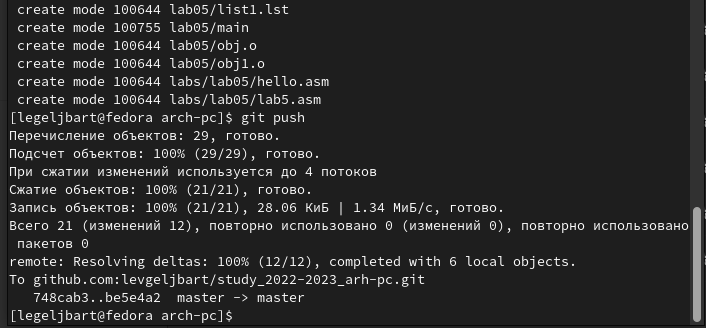 create mode 100644 lab05/list1.lst
create mode 100755 lab05/main
create mode 100644 lab05/obj.o
create mode 100644 lab05/obj1.o
create mode 100644 labs/lab05/hello.asm
create mode 100644 labs/lab05/lab5.asm
[legeljbart@fedora arch-pc]$ git push
Перечисление объектов: 29, готово.
Подсчет объектов: 100% (29/29), готово.
При сжатии изменений используется до 4 потоков
Сжатие объектов: 100% (21/21), готово.
Запись объектов: 100% (21/21), 28.06 КиБ | 1.34 МиБ/с, готово.
Всего 21 (изменений 12), повторно использовано 0 (изменений 0), повторно использовано
пакетов 0
remote: Resolving deltas: 100% (12/12), completed with 6 local objects.
To github.com:levgeljbart/study_2022-2023_arh-pc.git
748cab3..be5e4a2  master -> master
[legeljbart@fedora arch-pc]$